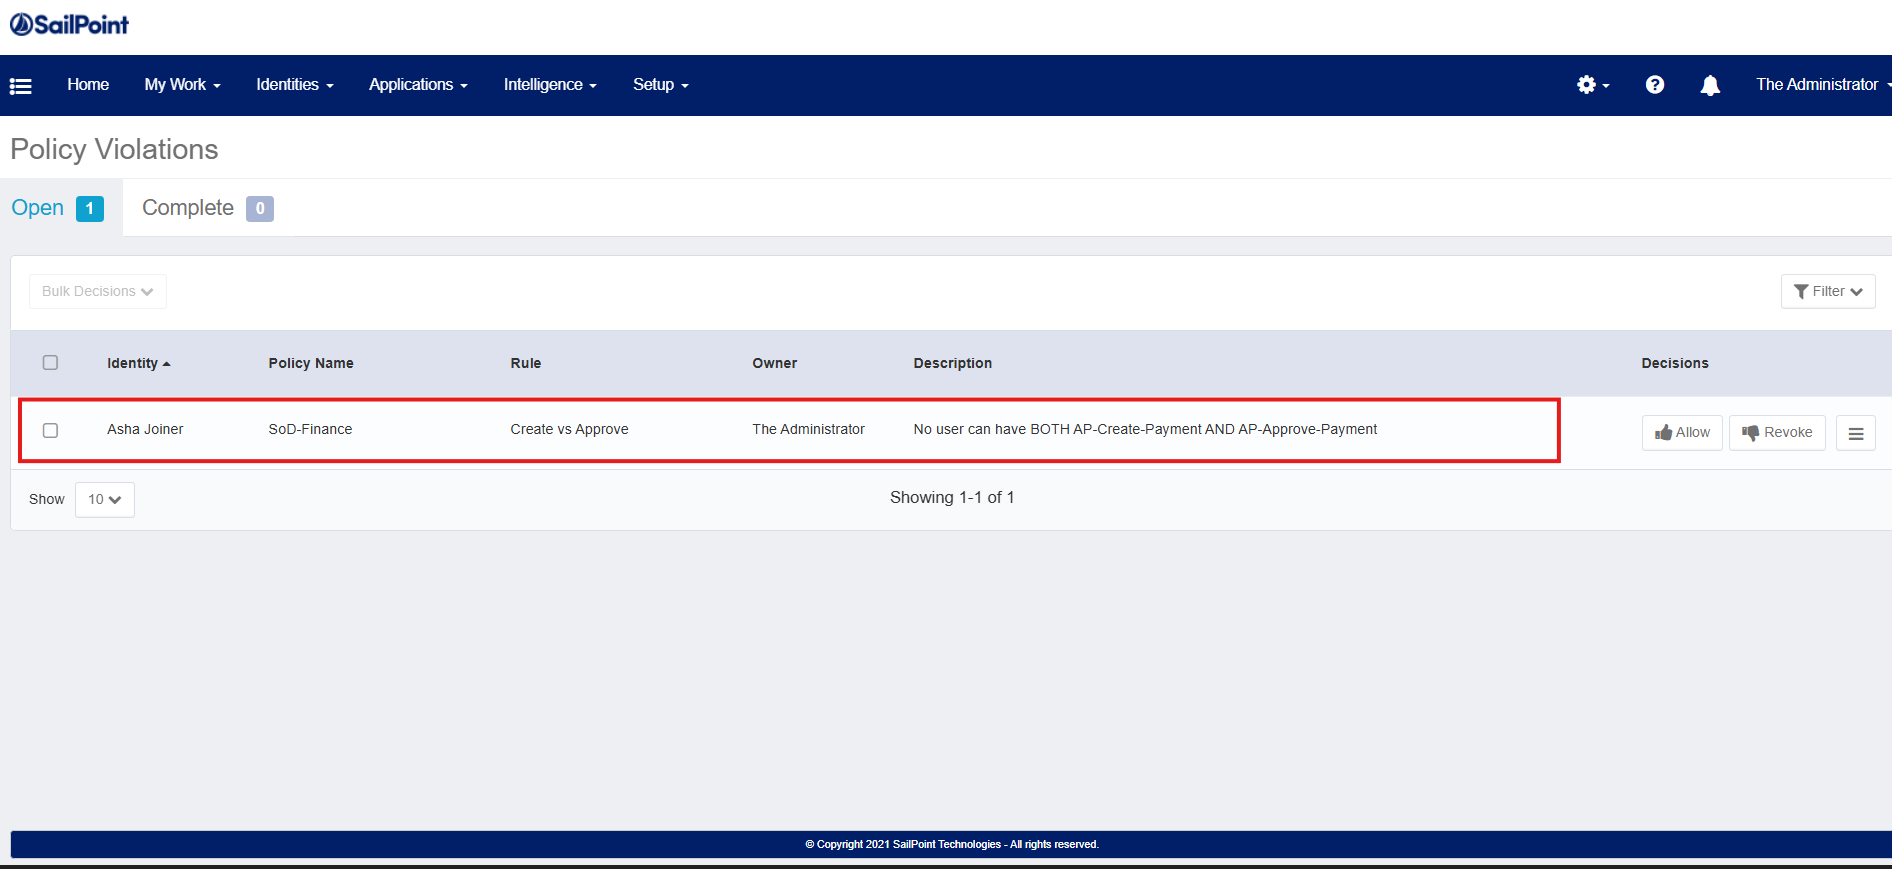 SailPoint
Home My Work Identities Applications Intelligence Setup The Administrator
Policy Violations
Open 1 Complete 0
Bulk Decisions Filter
Identity Policy Name Rule Owner Description Decisions
Asha Joiner SoD-Finance Create vs Approve The Administrator No user can have BOTH AP-Create-Payment AND AP-Approve-Payment Allow Revoke
Show 10 Showing 1-1 of 1
© Copyright 2021 SailPoint Technologies - All rights reserved.